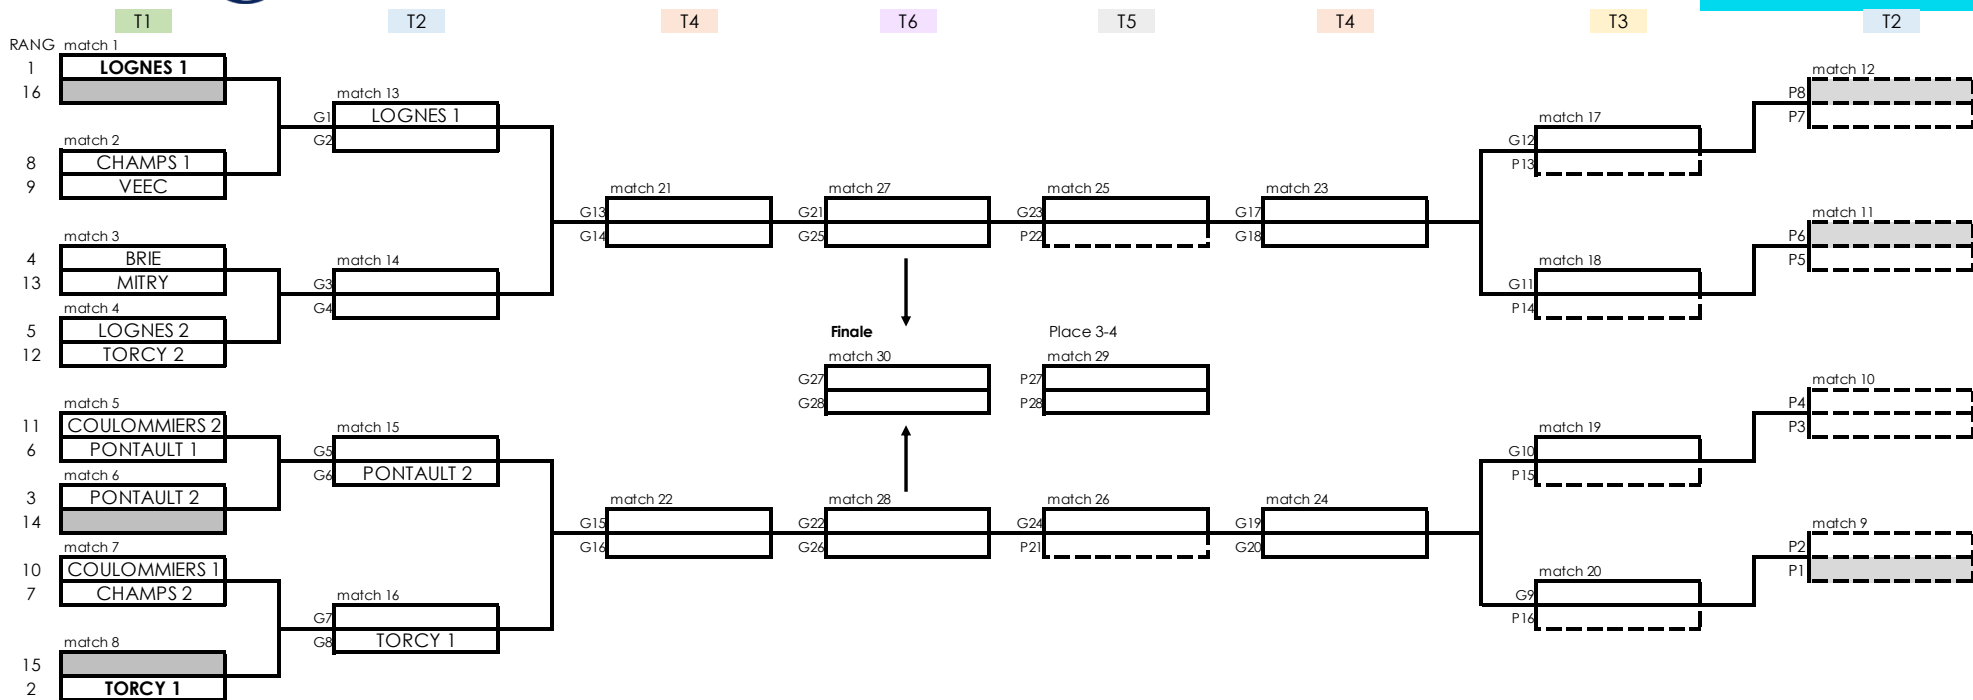 T1 T2 T4 T6 T5 T4 T3 T2
RANG match 1
1 LOGNES 1
16
match 2
8 CHAMPS 1
9 VEEC
match 3
4 BRIE
13 MITRY
match 4
5 LOGNES 2
12 TORCY 2
match 5
11 COULOMMIERS 2
6 PONTAULT 1
match 6
3 PONTAULT 2
14
match 7
10 COULOMMIERS 1
7 CHAMPS 2
match 8
15
2 TORCY 1
match 13
G1 LOGNES 1
G2
match 14
G3
G4
match 15
G5
G6 PONTAULT 2
match 16
G7
G8 TORCY 1
match 21
G13
G14
match 22
G15
G16
match 27
G21
G25
Finale
match 30
G27
G28
match 28
G22
G26
match 25
G23
P22
Place 3-4
match 29
P27
P28
match 26
G24
P21
match 23
G17
G18
match 24
G19
G20
match 17
G12
P13
match 18
G11
P14
match 19
G10
P15
match 20
G9
P16
match 12
P8
P7
match 11
P6
P5
match 10
P4
P3
match 9
P2
P1